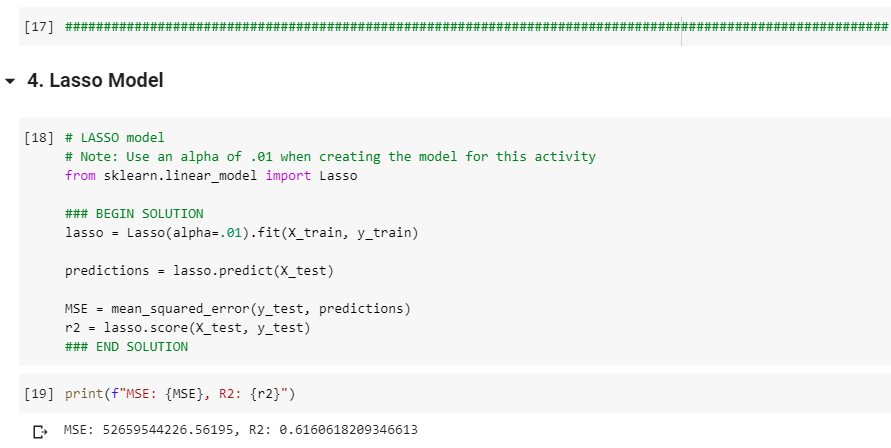 [17] ###########################################################################################################
4. Lasso Model
[18] # LASSO model
# Note: Use an alpha of .01 when creating the model for this activity
from sklearn.linear_model import Lasso
### BEGIN SOLUTION
lasso = Lasso(alpha=.01).fit(X_train, y_train)
predictions = lasso.predict(X_test)
MSE = mean_squared_error(y_test, predictions)
r2 = lasso.score(X_test, y_test)
### END SOLUTION
[19] print(f"MSE: {MSE}, R2: {r2}")
MSE: 52659544226.56195, R2: 0.6160618209346613